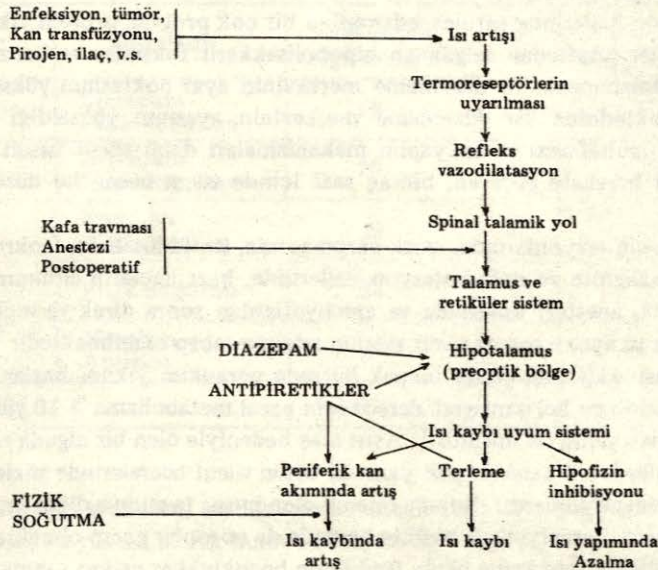 Enfeksiyon, tümör,
Kan transfüzyonu,
Pirojen, ilaç, v.s.
Isı artışı
Termoreseptörlerin
uyarılması
Refleks
vazodilatasyon
Spinal talamik yol
Kafa travması
Anestezi
Postoperatif
Talamus ve
retiküler sistem
DİAZEPAM
Hipotalamus
(preoptik bölge)
ANTİPİRETİKLER
Isı kaybı uyum sistemi
Periferik kan
akımında artış
Terleme
Hipofizin
inhibisyonu
FİZİK
SOĞUTMA
Isı kaybında
artış
Isı kaybı
Isı yapımında
Azalma